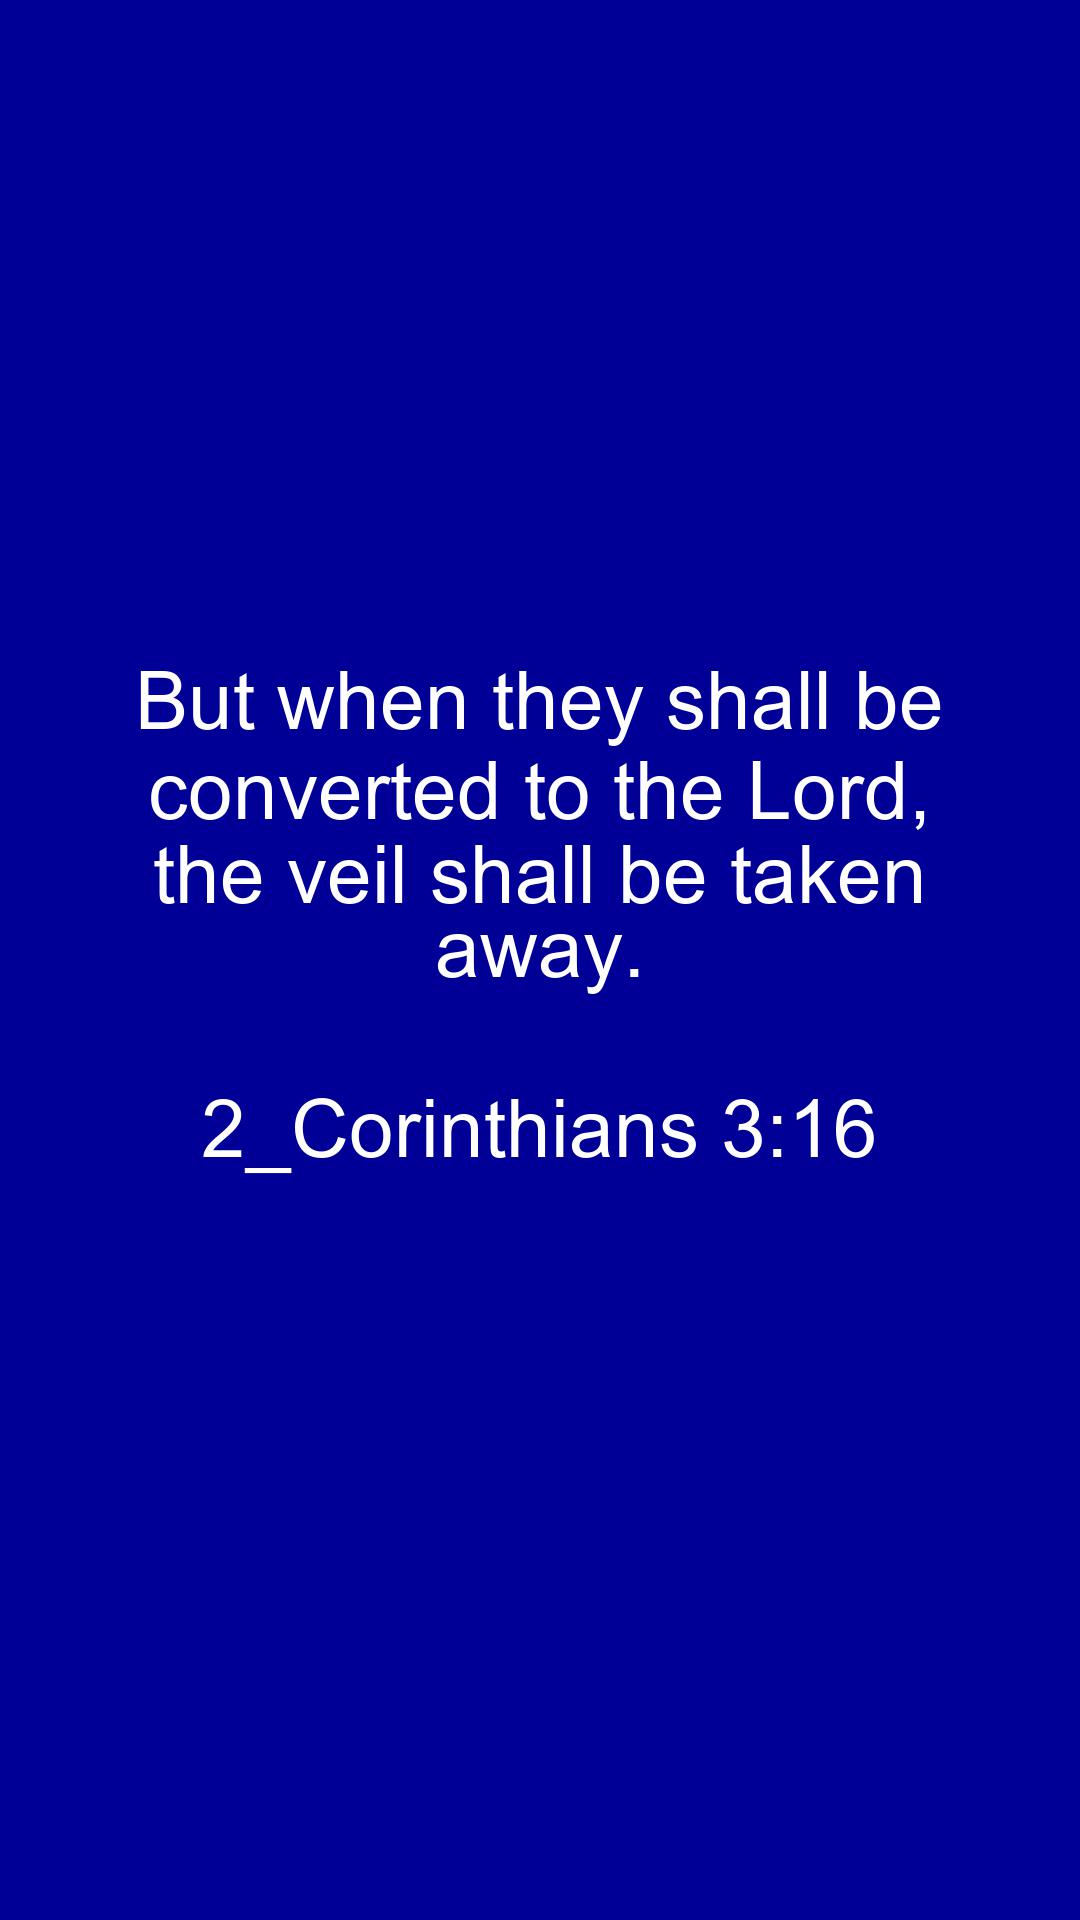 But when they shall be
converted to the Lord,
the veil shall be taken
away.
2_Corinthians 3:16